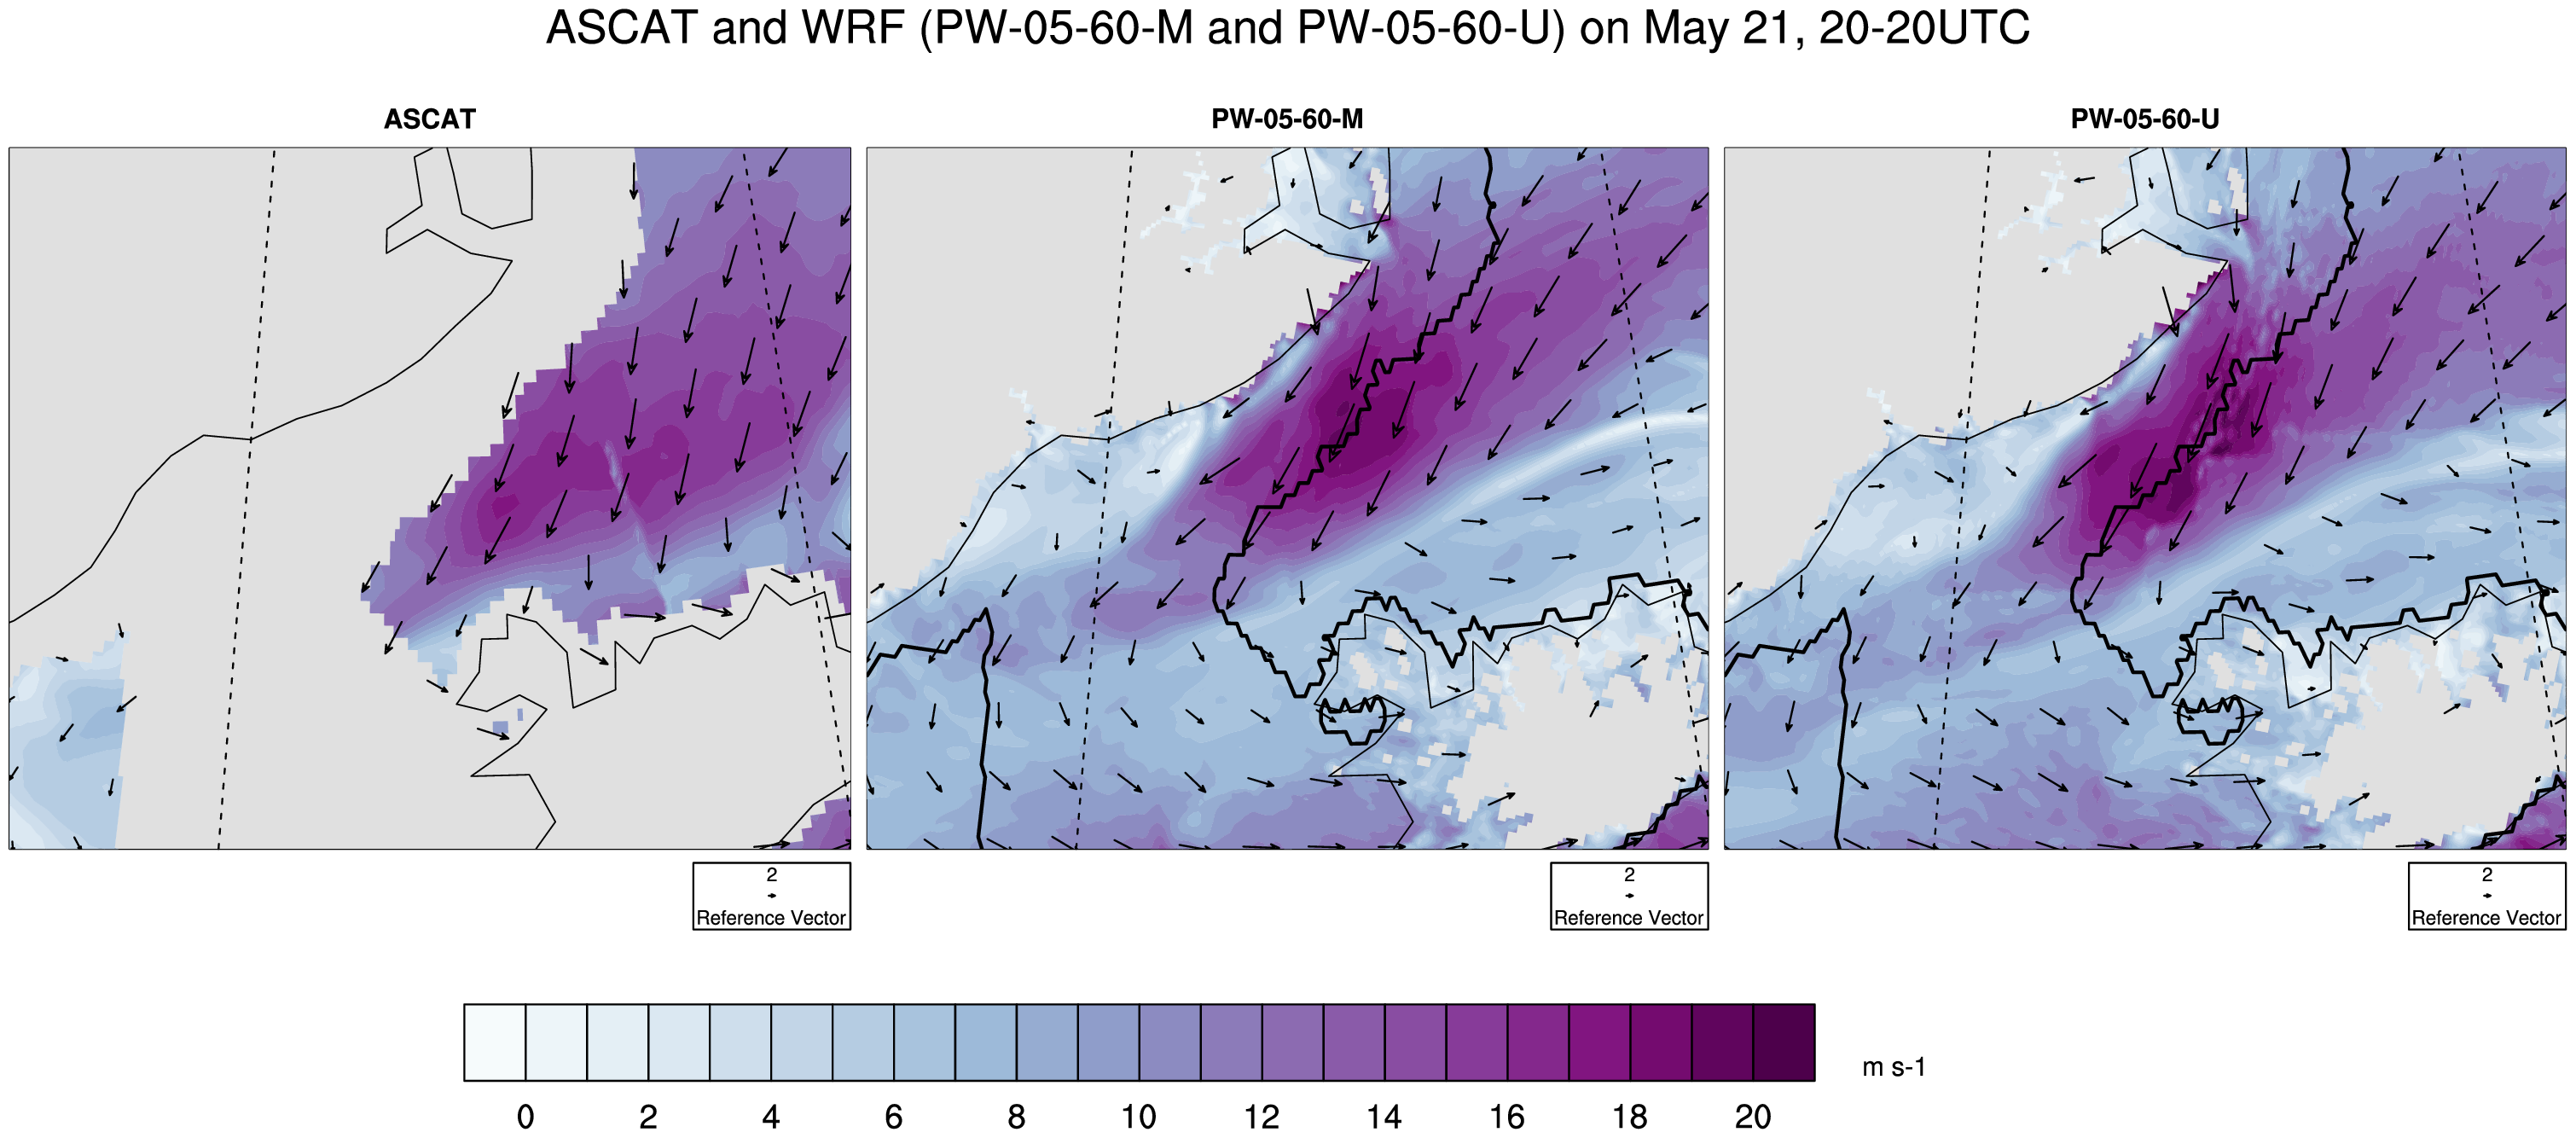 ASCAT and WRF (PW-05-60-M and PW-05-60-U) on May 21, 20-20UTC
ASCAT
PW-05-60-M
PW-05-60-U
2
Reference Vector
2
Reference Vector
2
Reference Vector
m s-1
0 2 4 6 8 10 12 14 16 18 20